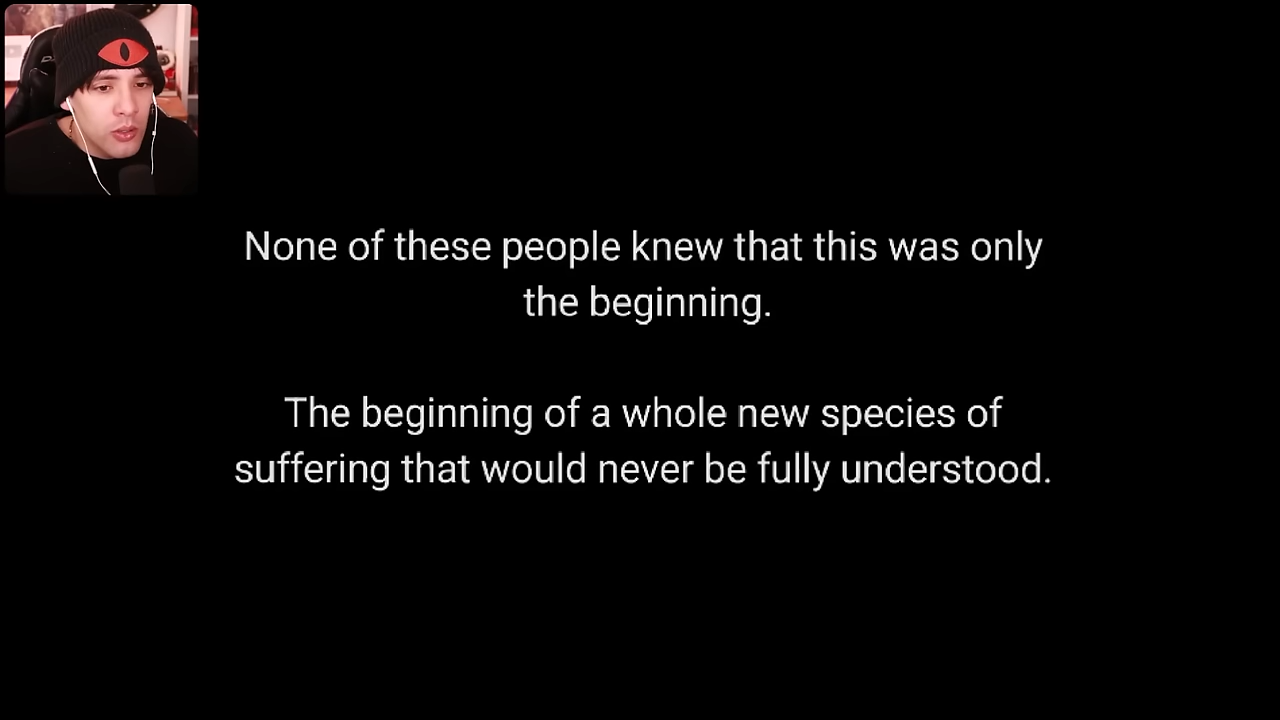 None of these people knew that this was only
the beginning.
The beginning of a whole new species of
suffering that would never be fully understood.